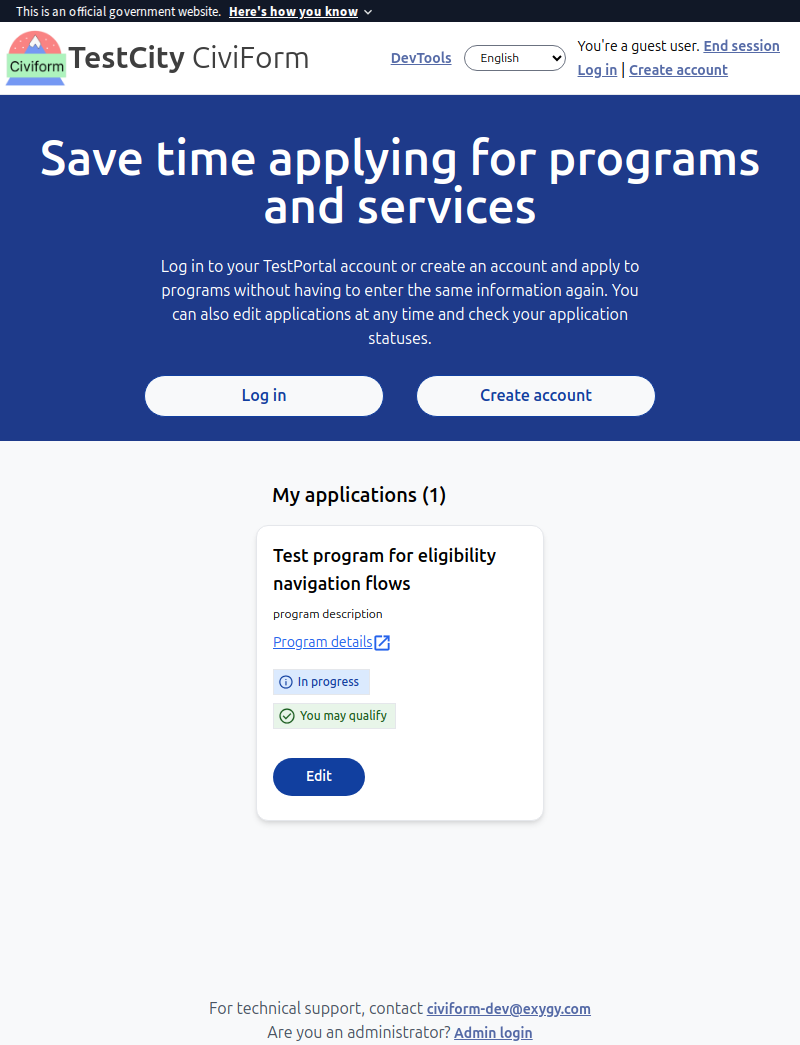 This is an official government website. Here's how you know
Civiform
TestCity CiviForm
DevTools
English
You're a guest user. End session
Log in | Create account
Save time applying for programs
and services
Log in to your TestPortal account or create an account and apply to
programs without having to enter the same information again. You
can also edit applications at any time and check your application
statuses.
Log in
Create account
My applications (1)
Test program for eligibility
navigation flows
program description
Program details
In progress
You may qualify
Edit
For technical support, contact civiform-dev@exygy.com
Are you an administrator? Admin login